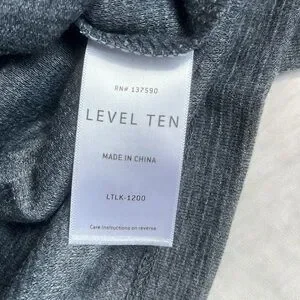 RN# 137590
LEVEL TEN
MADE IN CHINA
LTLK-1200
Care instructions on reverse